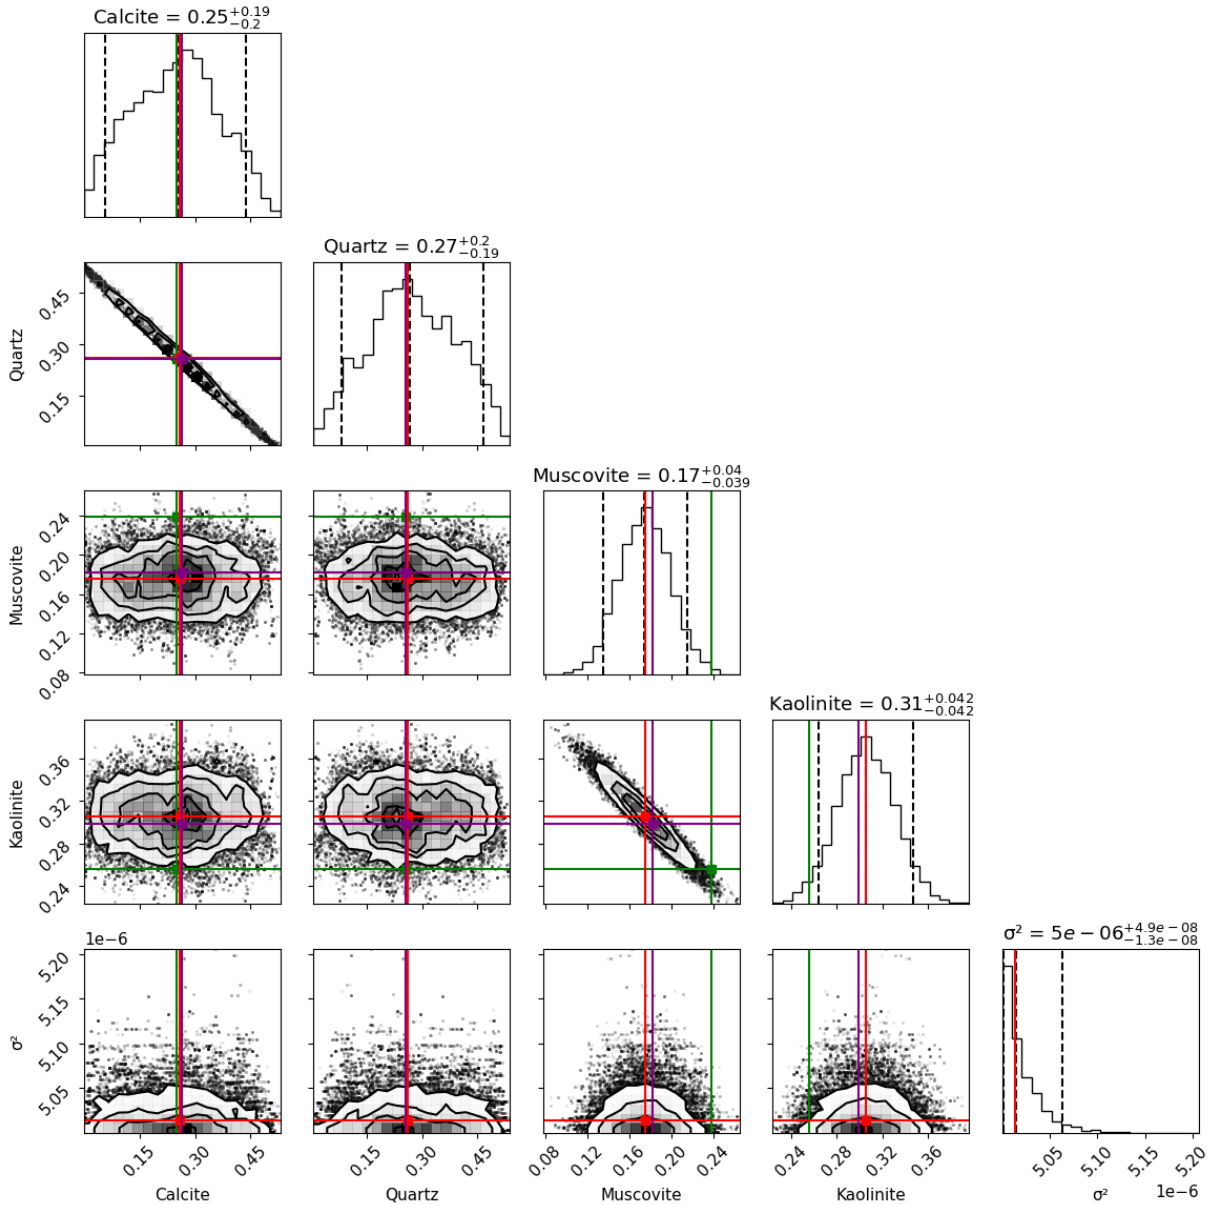 Calcite = 0.25+0.19 −0.2
Quartz = 0.27+0.2 −0.19
0.45
0.30
0.15
Quartz
Muscovite = 0.17+0.04 −0.039
0.24
0.20
0.16
0.12
0.08
Muscovite
Kaolinite = 0.31+0.042 −0.042
0.36
0.32
0.28
0.24
Kaolinite
σ² = 5e − 06+4.9e−08 −1.3e−08
1e−6
5.20
5.15
5.10
5.05
σ²
0.15 0.30 0.45
Calcite
0.15 0.30 0.45
Quartz
0.08 0.12 0.16 0.20 0.24
Muscovite
0.24 0.28 0.32 0.36
Kaolinite
5.05 5.10 5.15 5.20
σ² 1e−6